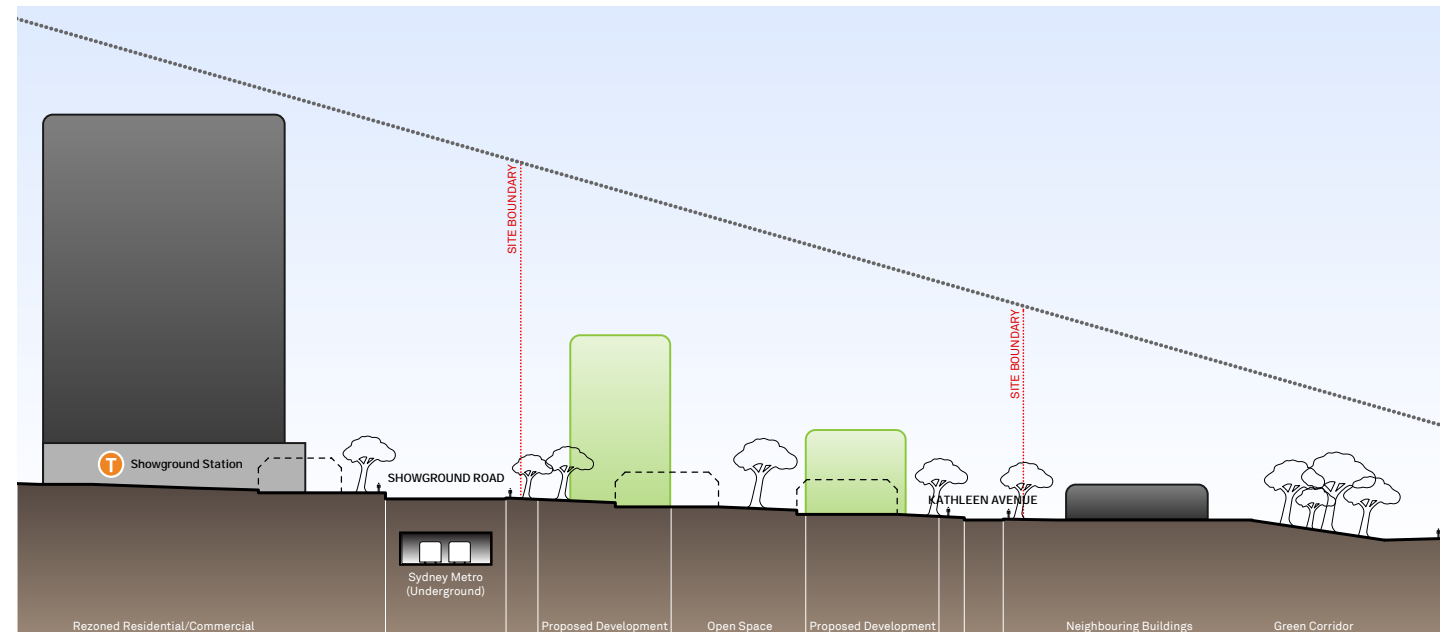 SITE BOUNDARY
SITE BOUNDARY
T Showground Station
SHOWGROUND ROAD
KATHLEEN AVENUE
Sydney Metro
(Underground)
Rezoned Residential/Commercial
Proposed Development
Open Space
Proposed Development
Neighbouring Buildings
Green Corridor